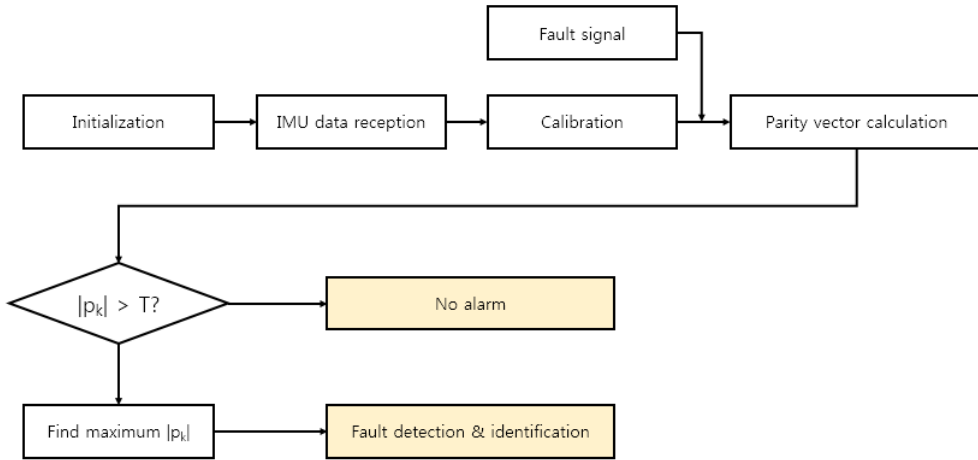 Fault signal
Initialization
IMU data reception
Calibration
Parity vector calculation
|pₖ| > T?
No alarm
Find maximum |pₖ|
Fault detection & identification